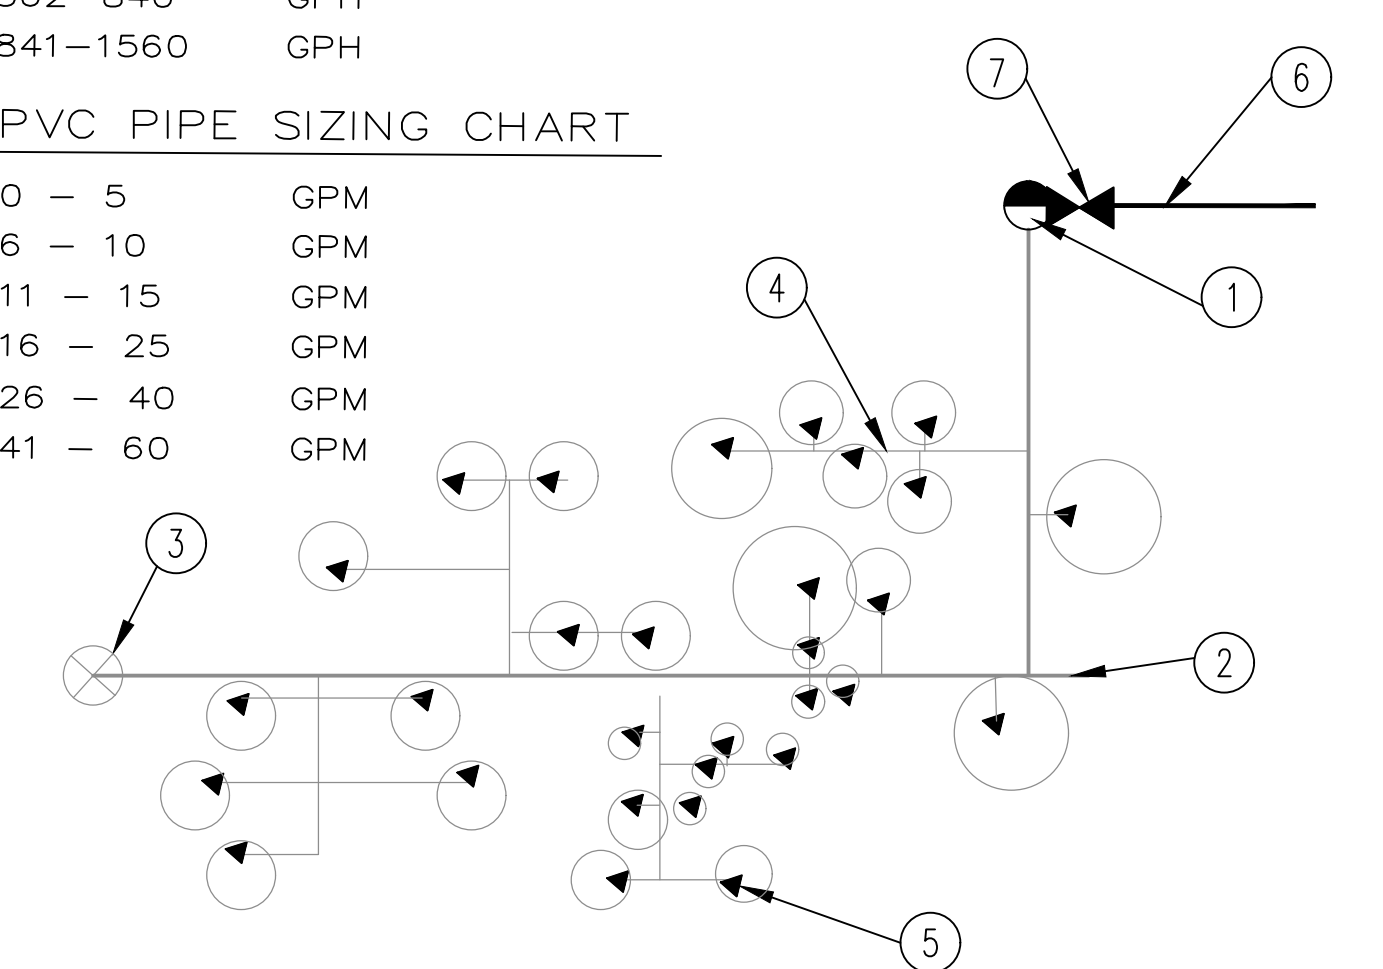 841-1560 GPH
PVC PIPE SIZING CHART
0 - 5 GPM
6 - 10 GPM
11 - 15 GPM
16 - 25 GPM
26 - 40 GPM
41 - 60 GPM
7
6
1
4
3
2
5